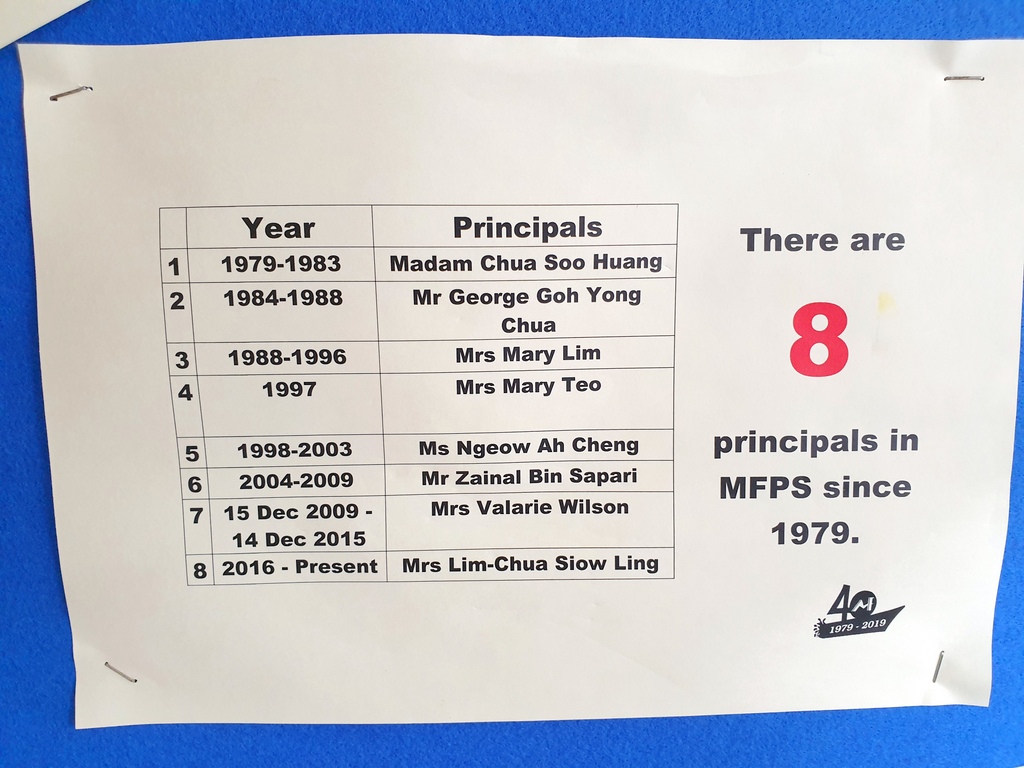 Year Principals
1 1979-1983 Madam Chua Soo Huang
2 1984-1988 Mr George Goh Yong
Chua
3 1988-1996 Mrs Mary Lim
4 1997 Mrs Mary Teo
5 1998-2003 Ms Ngeow Ah Cheng
6 2004-2009 Mr Zainal Bin Sapari
7 15 Dec 2009 - Mrs Valarie Wilson
14 Dec 2015
8 2016 - Present Mrs Lim-Chua Siow Ling
There are
8
principals in
MFPS since
1979.
40
1979 - 2019